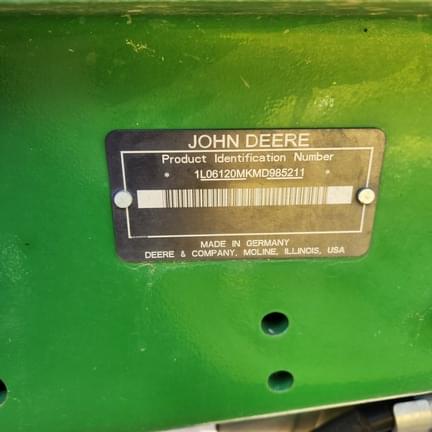 JOHN DEERE
Product Identification Number
* 1L06120MKMD985211 *
MADE IN GERMANY
DEERE & COMPANY, MOLINE, ILLINOIS, USA